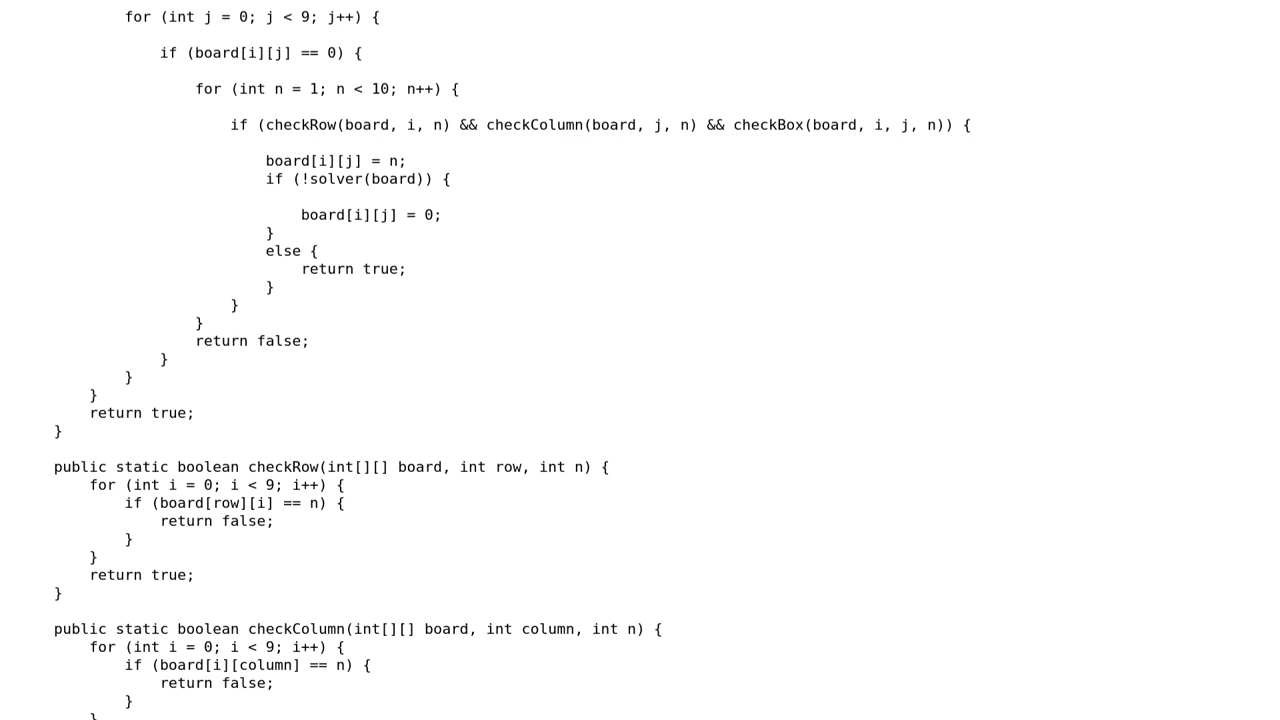 for (int j = 0; j < 9; j++) {

            if (board[i][j] == 0) {

                for (int n = 1; n < 10; n++) {

                    if (checkRow(board, i, n) && checkColumn(board, j, n) && checkBox(board, i, j, n)) {

                        board[i][j] = n;
                        if (!solver(board)) {

                            board[i][j] = 0;
                        }
                        else {
                            return true;
                        }
                    }
                }
                return false;
            }
        }
    }
    return true;
}

public static boolean checkRow(int[][] board, int row, int n) {
    for (int i = 0; i < 9; i++) {
        if (board[row][i] == n) {
            return false;
        }
    }
    return true;
}

public static boolean checkColumn(int[][] board, int column, int n) {
    for (int i = 0; i < 9; i++) {
        if (board[i][column] == n) {
            return false;
        }
    }